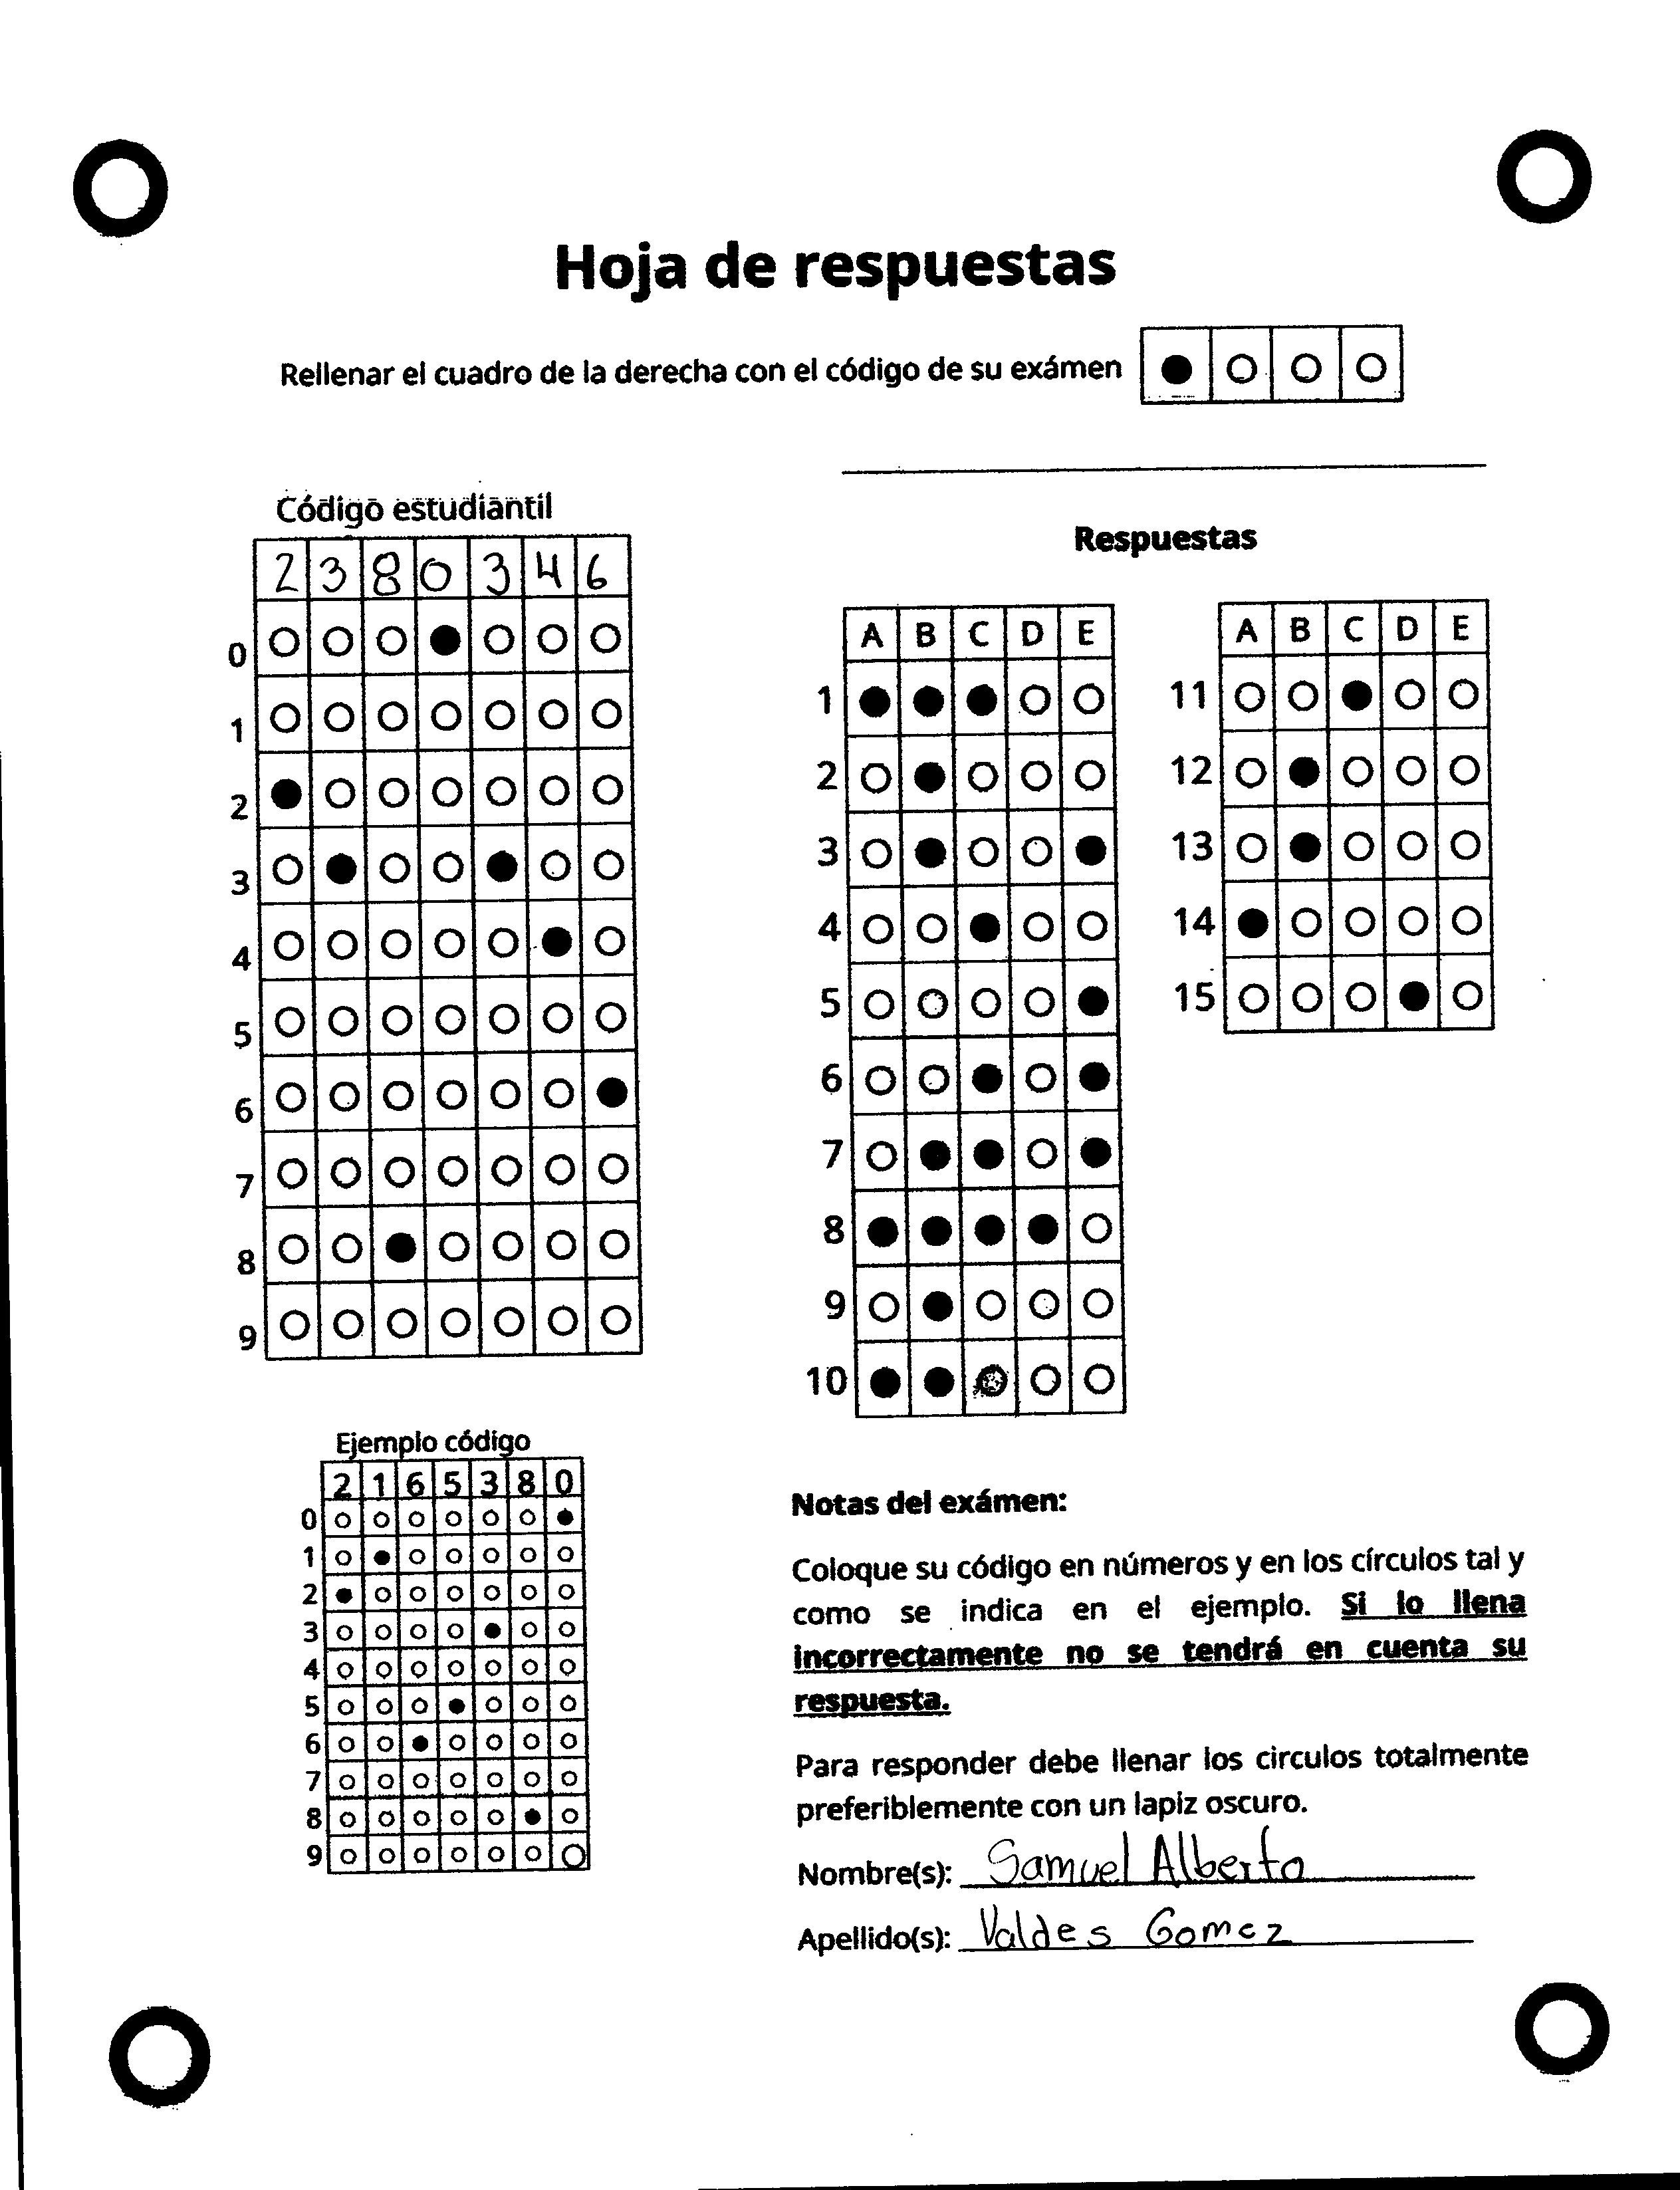 Hoja de respuestas
Rellenar el cuadro de la derecha con el código de su exámen
Código estudiantil
2 3 8 0 3 4 6
0
1
2
3
4
5
6
7
8
9
Respuestas
A B C D E
1
2
3
4
5
6
7
8
9
10
A B C D E
11
12
13
14
15
Ejemplo código
2 1 6 5 3 8 0
0
1
2
3
4
5
6
7
8
9
Notas del exámen:
Coloque su código en números y en los círculos tal y
como se indica en el ejemplo. Si lo llena
incorrectamente no se tendrá en cuenta su
respuesta.
Para responder debe llenar los circulos totalmente
preferiblemente con un lapiz oscuro.
Nombre(s): Samuel Alberto
Apellido(s): Valdes Gomez